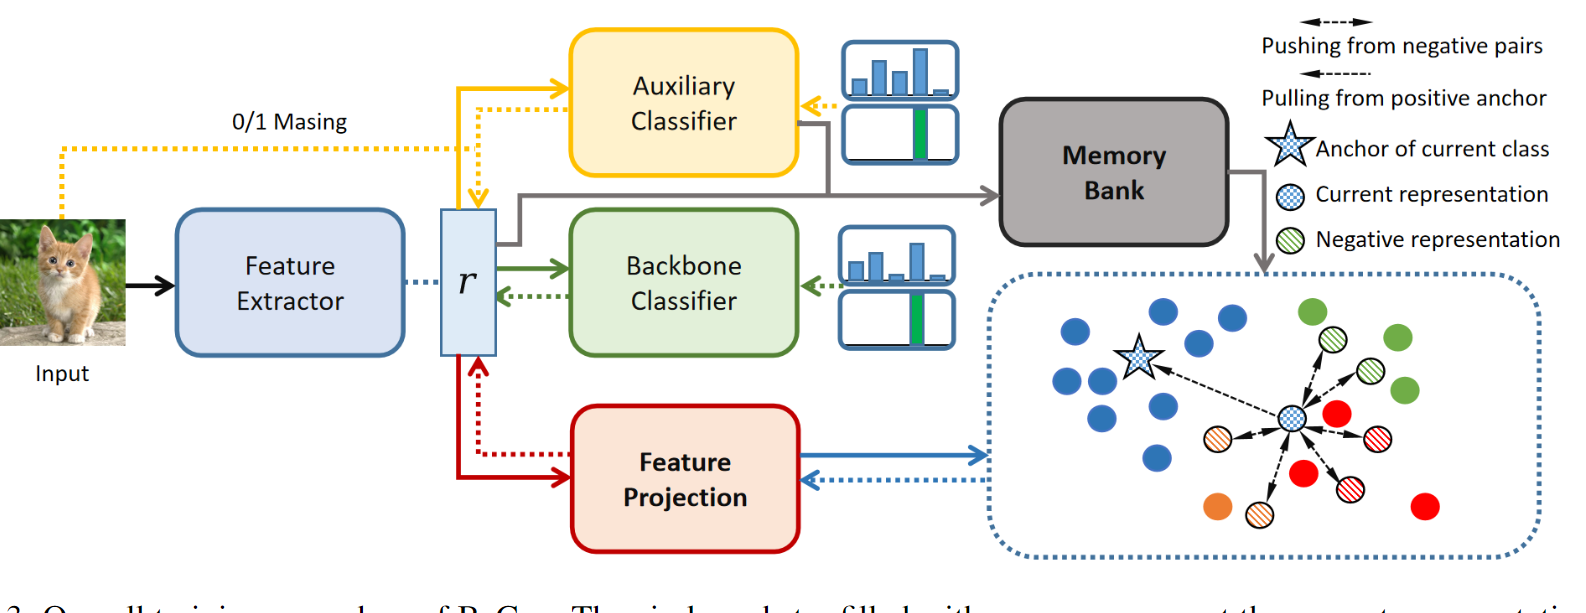 Pushing from negative pairs
Pulling from positive anchor
Anchor of current class
Current representation
Negative representation
0/1 Masing
Auxiliary
Classifier
Memory
Bank
Feature
Extractor
r
Backbone
Classifier
Input
Feature
Projection